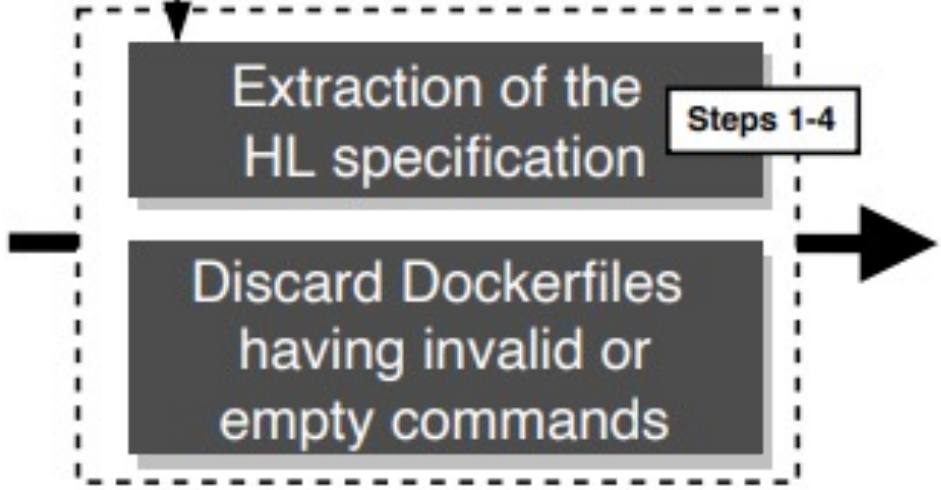 Extraction of the
HL specification
Steps 1-4
Discard Dockerfiles
having invalid or
empty commands